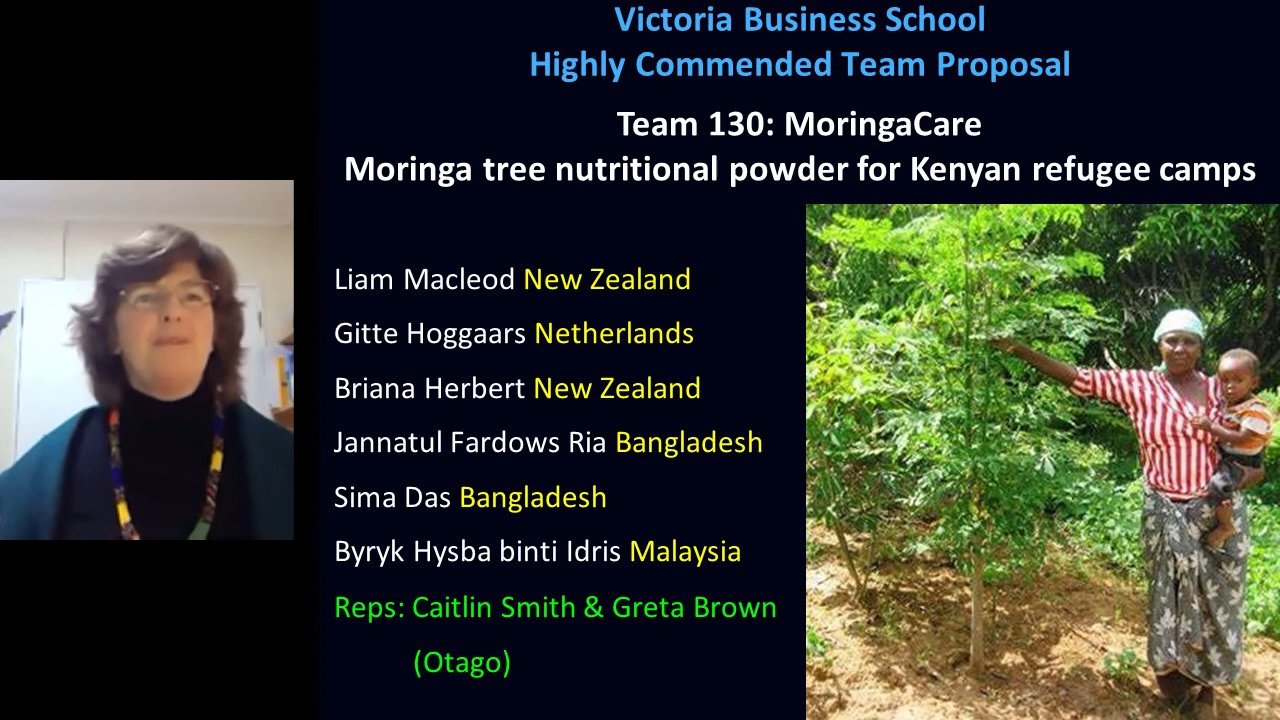 Victoria Business School
Highly Commended Team Proposal
Team 130: MoringaCare
Moringa tree nutritional powder for Kenyan refugee camps
Liam Macleod New Zealand
Gitte Hoggaars Netherlands
Briana Herbert New Zealand
Jannatul Fardows Ria Bangladesh
Sima Das Bangladesh
Byryk Hysba binti Idris Malaysia
Reps: Caitlin Smith & Greta Brown
(Otago)